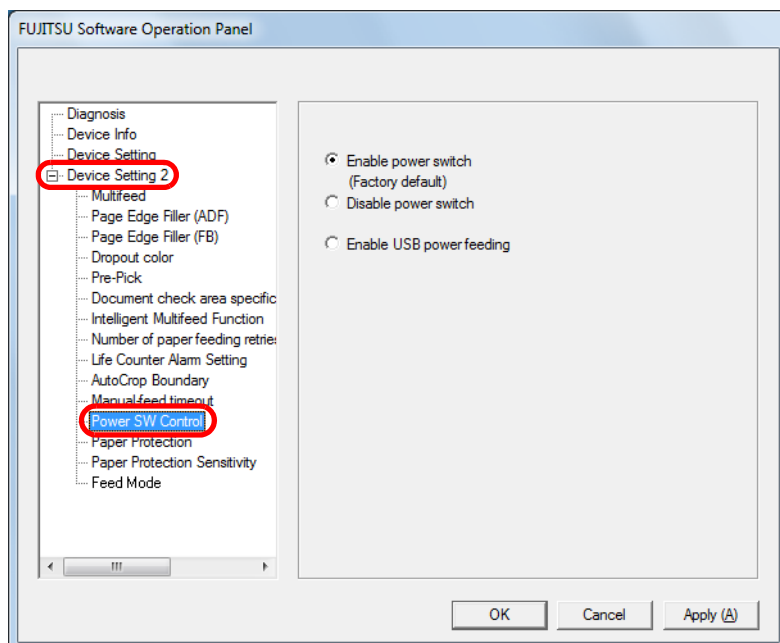 FUJITSU Software Operation Panel
Diagnosis
Device Info
Device Setting
Device Setting 2
Multifeed
Page Edge Filler (ADF)
Page Edge Filler (FB)
Dropout color
Pre-Pick
Document check area specific
Intelligent Multifeed Function
Number of paper feeding retries
Life Counter Alarm Setting
AutoCrop Boundary
Manual-feed timeout
Power SW Control
Paper Protection
Paper Protection Sensitivity
Feed Mode
Enable power switch
(Factory default)
Disable power switch
Enable USB power feeding
OK Cancel Apply (A)